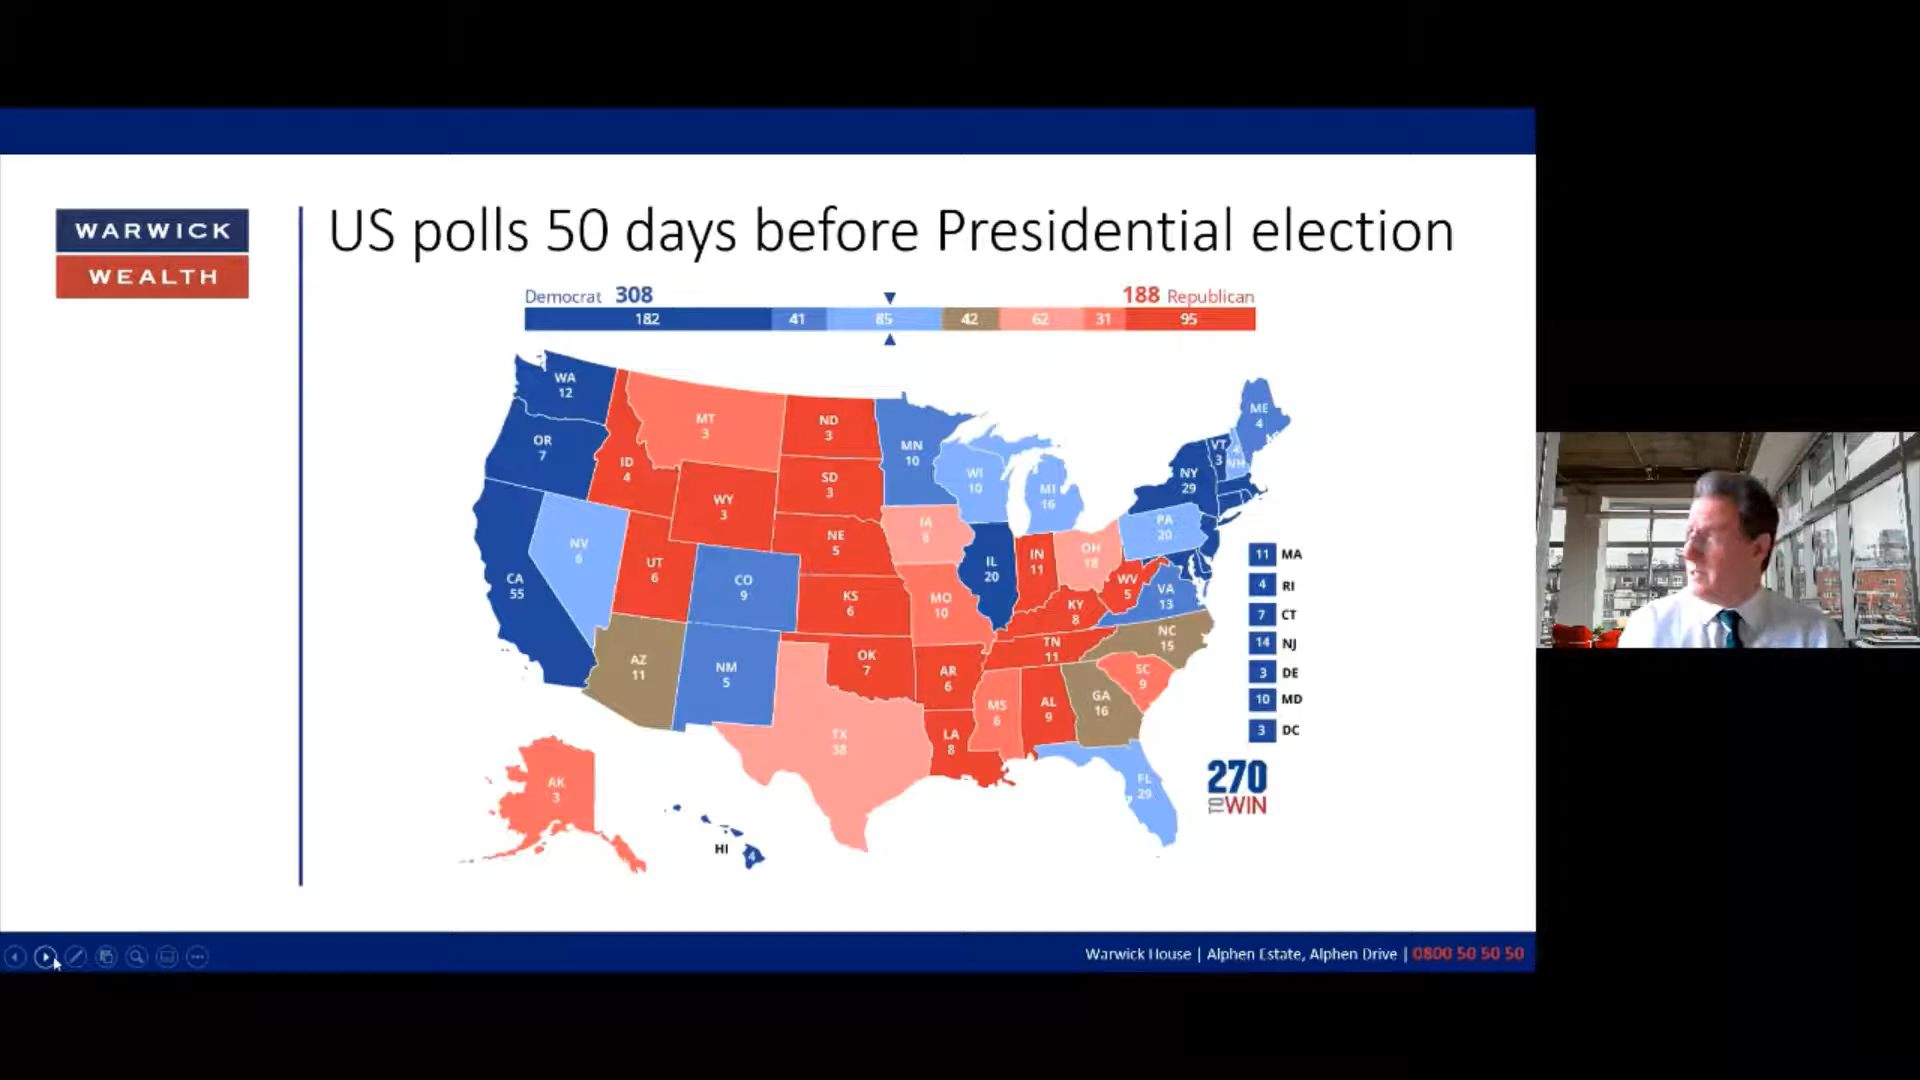 WARWICK
WEALTH
US polls 50 days before Presidential election
Democrat 308
188 Republican
182 41 85 42 62 31 95
WA
12
OR
7
CA
55
NV
6
ID
4
MT
3
WY
3
UT
6
AZ
11
CO
9
NM
5
ND
3
SD
3
NE
5
KS
6
OK
7
TX
38
MN
10
IA
6
MO
10
AR
6
LA
8
WI
10
IL
20
MI
16
IN
11
OH
18
KY
8
TN
11
MS
6
AL
9
GA
16
FL
29
SC
9
NC
15
VA
13
WV
5
PA
20
NY
29
VT
3
4
NH
ME
4
11 MA
4 RI
7 CT
14 NJ
3 DE
10 MD
3 DC
AK
3
HI
4
270
TO WIN
Warwick House | Alphen Estate, Alphen Drive | 0800 50 50 50